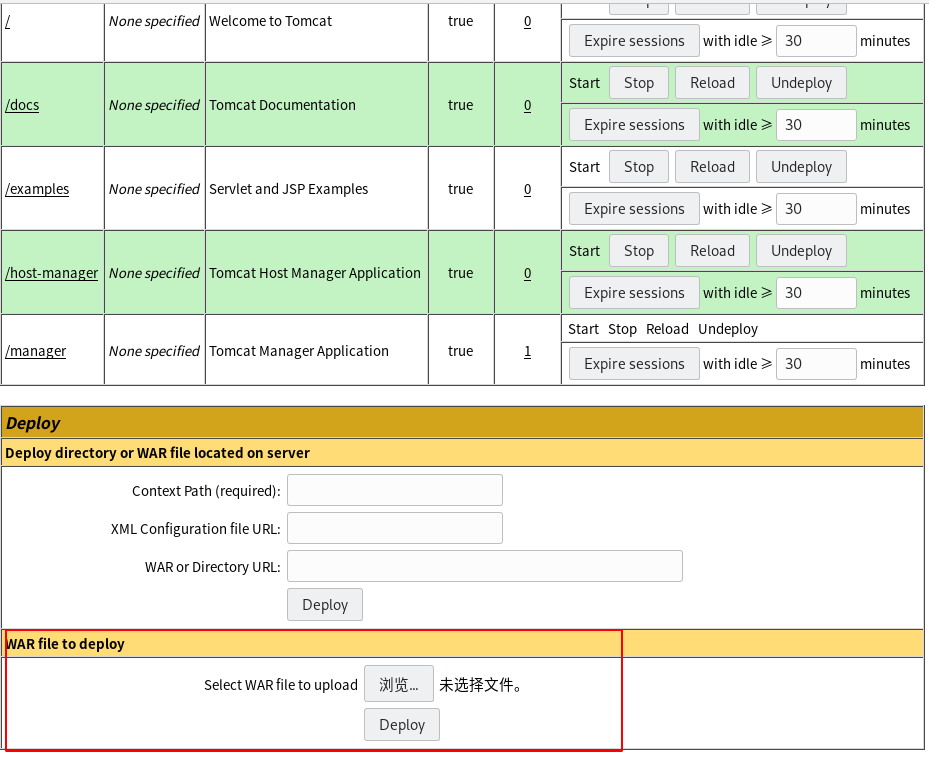 / None specified Welcome to Tomcat true 0
Expire sessions with idle ≥ 30 minutes
/docs None specified Tomcat Documentation true 0 Start Stop Reload Undeploy
Expire sessions with idle ≥ 30 minutes
/examples None specified Servlet and JSP Examples true 0 Start Stop Reload Undeploy
Expire sessions with idle ≥ 30 minutes
/host-manager None specified Tomcat Host Manager Application true 0 Start Stop Reload Undeploy
Expire sessions with idle ≥ 30 minutes
/manager None specified Tomcat Manager Application true 1 Start Stop Reload Undeploy
Expire sessions with idle ≥ 30 minutes
Deploy
Deploy directory or WAR file located on server
Context Path (required):
XML Configuration file URL:
WAR or Directory URL:
Deploy
WAR file to deploy
Select WAR file to upload 浏览... 未选择文件。
Deploy